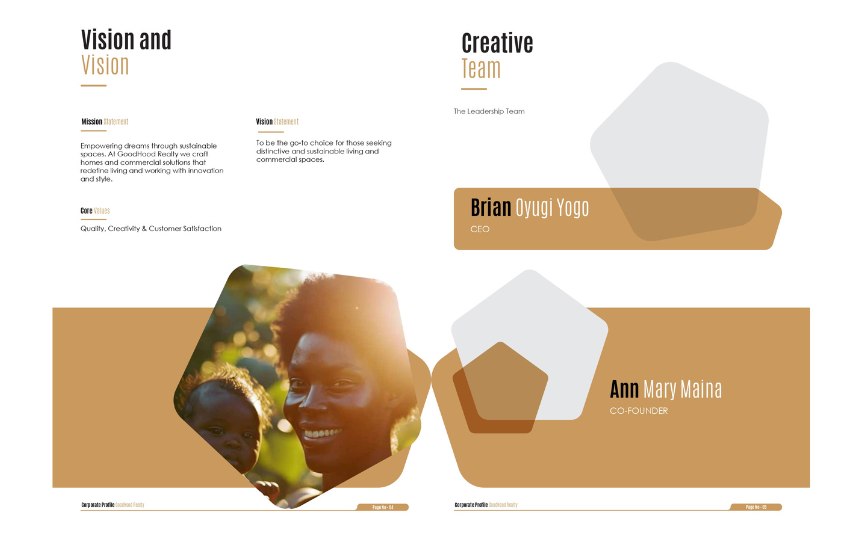 Vision and
Vision
Mission Statement
Empowering dreams through sustainable
spaces. At GoodHood Realty we craft
homes and commercial solutions that
redefine living and working with innovation
and style.
Vision Statement
To be the go-to choice for those seeking
distinctive and sustainable living and
commercial spaces.
Core Values
Quality, Creativity & Customer Satisfaction
Corporate Profile GoodHood Realty
Page No -
Creative
Team
The Leadership Team
Brian Oyugi Yogo
CEO
Ann Mary Maina
CO-FOUNDER
Corporate Profile GoodHood Realty
Page No -